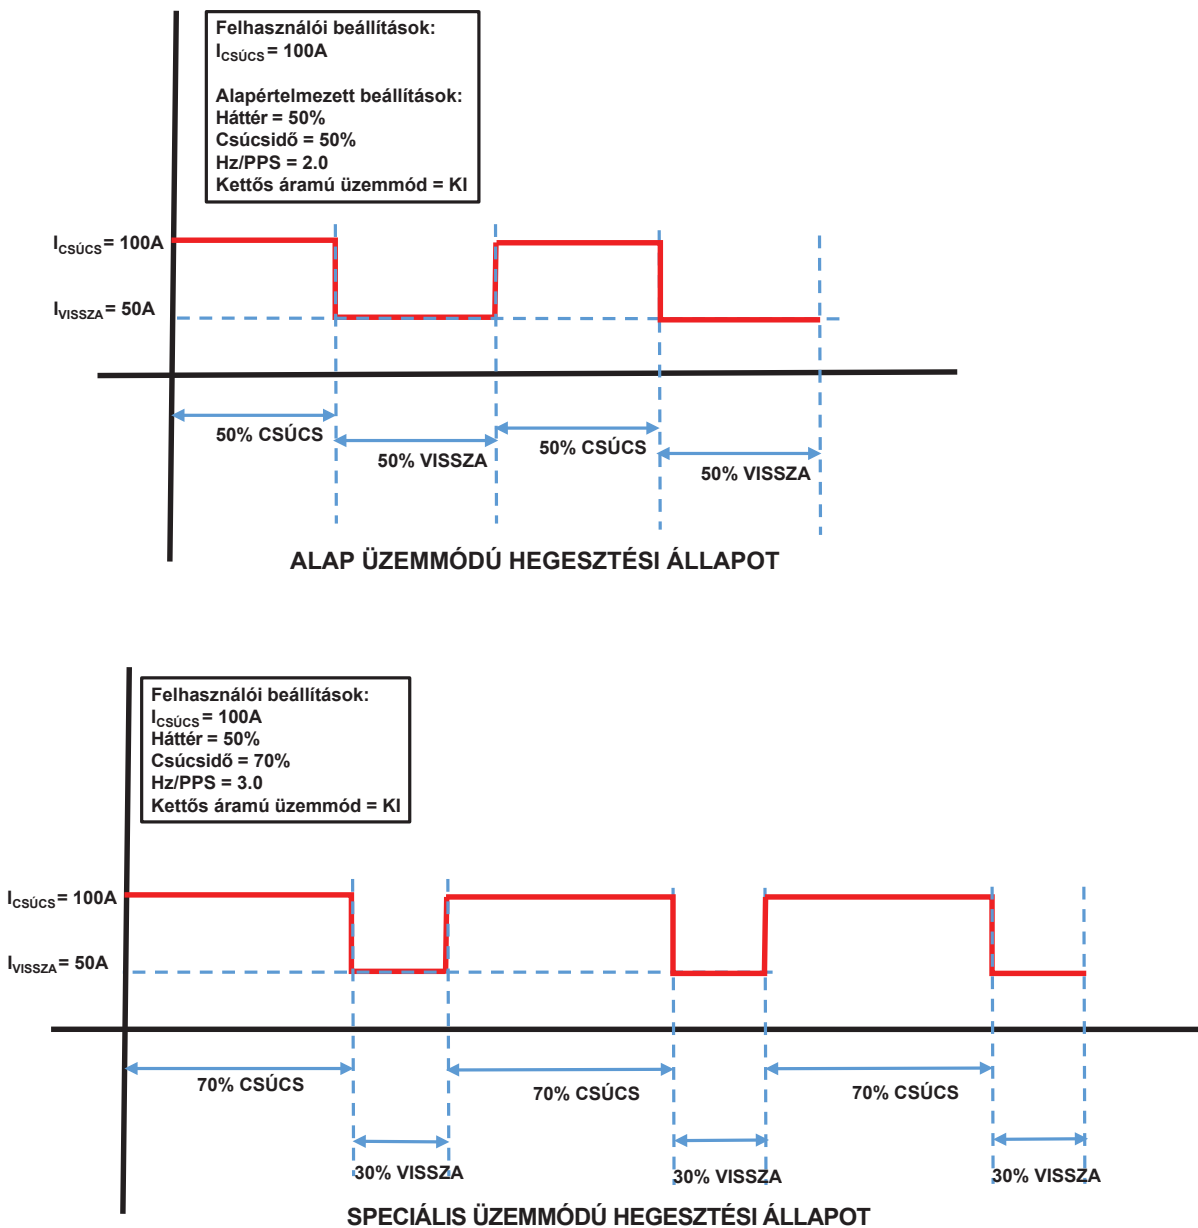 Felhasználói beállítások:
ICSÚCS = 100A
Alapértelmezett beállítások:
Háttér = 50%
Csúcsidő = 50%
Hz/PPS = 2.0
Kettős áramú üzemmód = KI
ICSÚCS = 100A
IVISSZA = 50A
50% CSÚCS
50% VISSZA
50% CSÚCS
50% VISSZA
ALAP ÜZEMMÓDÚ HEGESZTÉSI ÁLLAPOT
Felhasználói beállítások:
ICSÚCS = 100A
Háttér = 50%
Csúcsidő = 70%
Hz/PPS = 3.0
Kettős áramú üzemmód = KI
ICSÚCS = 100A
IVISSZA = 50A
70% CSÚCS
70% CSÚCS
70% CSÚCS
30% VISSZA
30% VISSZA
30% VISSZA
SPECIÁLIS ÜZEMMÓDÚ HEGESZTÉSI ÁLLAPOT